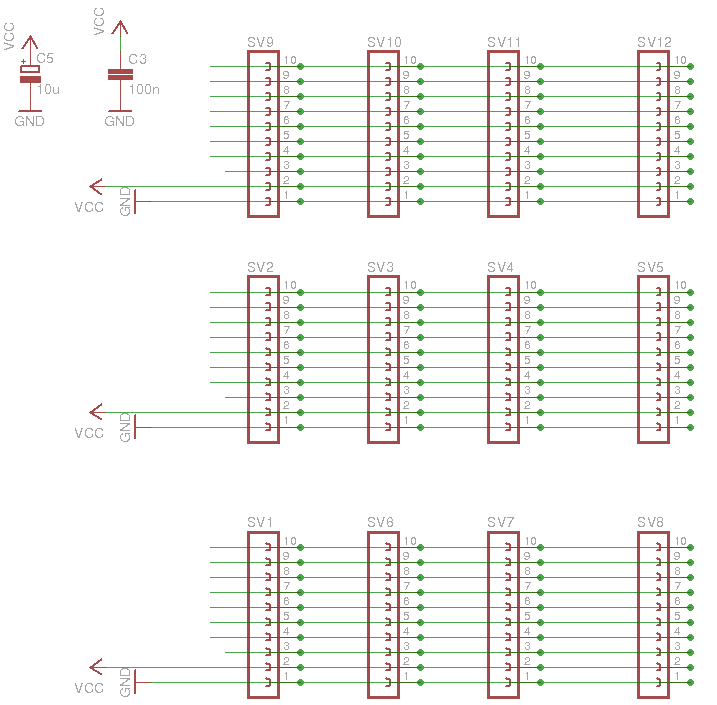 VCC
C5
+
10u
GND
VCC
C3
100n
GND
SV9 SV10 SV11 SV12
10 10 10 10
9 9 9 9
8 8 8 8
7 7 7 7
6 6 6 6
5 5 5 5
4 4 4 4
3 3 3 3
2 2 2 2
1 1 1 1
VCC GND
SV2 SV3 SV4 SV5
10 10 10 10
9 9 9 9
8 8 8 8
7 7 7 7
6 6 6 6
5 5 5 5
4 4 4 4
3 3 3 3
2 2 2 2
1 1 1 1
VCC GND
SV1 SV6 SV7 SV8
10 10 10 10
9 9 9 9
8 8 8 8
7 7 7 7
6 6 6 6
5 5 5 5
4 4 4 4
3 3 3 3
2 2 2 2
1 1 1 1
VCC GND